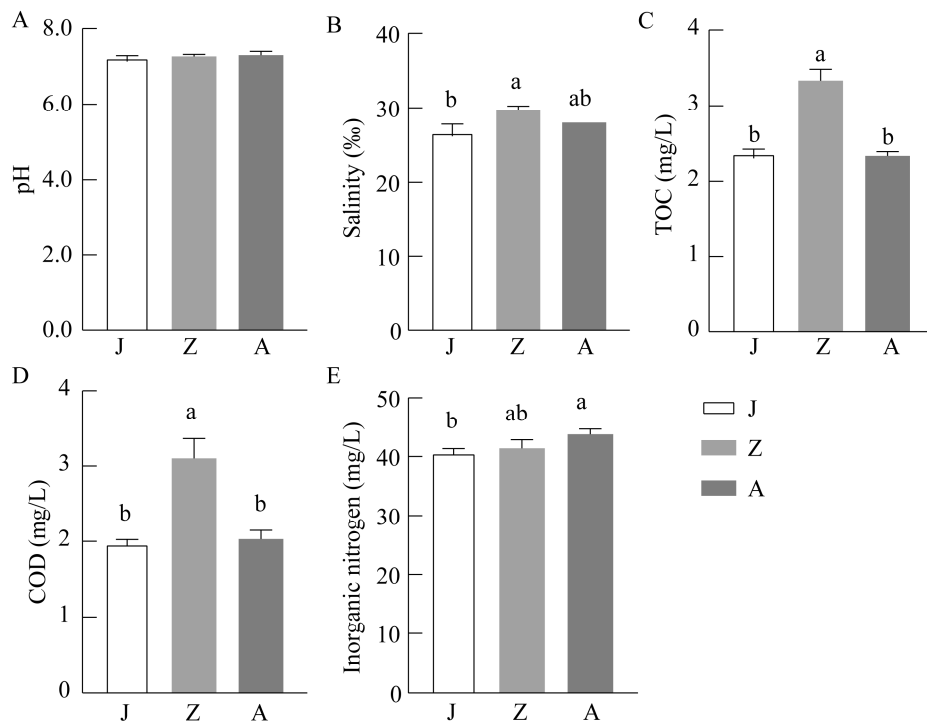 A
pH
8.0
6.0
4.0
2.0
0.0
J Z A
B
Salinity (‰)
40
30
20
10
0
b a ab
J Z A
C
TOC (mg/L)
4
3
2
1
0
b a b
J Z A
D
COD (mg/L)
4
3
2
1
0
b a b
J Z A
E
Inorganic nitrogen (mg/L)
50
40
30
20
10
0
b ab a
J Z A
J
Z
A